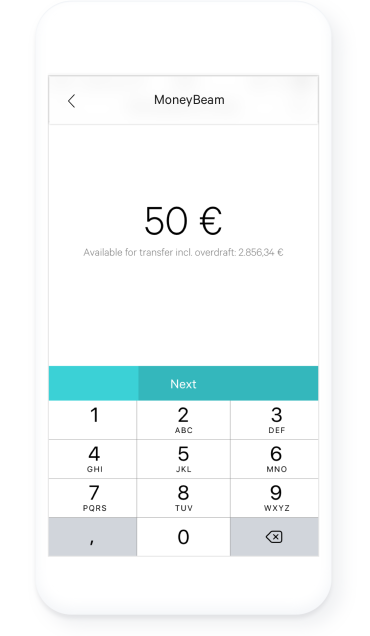 MoneyBeam
50 €
Available for transfer incl. overdraft: 2.856,34 €
Next
1 2 3
ABC DEF
4 5 6
GHI JKL MNO
7 8 9
PQRS TUV WXYZ
, 0